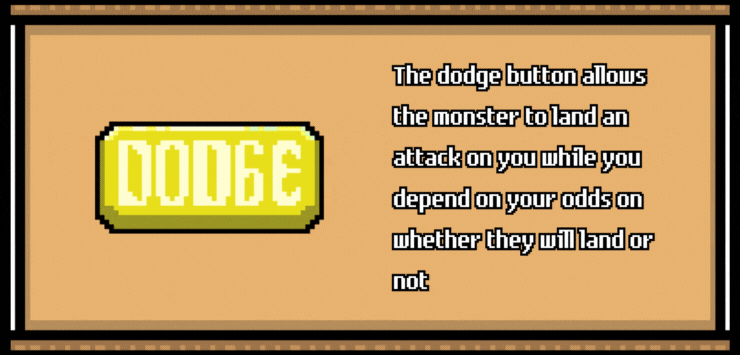 DODGE
The dodge button allows
the monster to land an
attack on you while you
depend on your odds on
whether they will land or
not